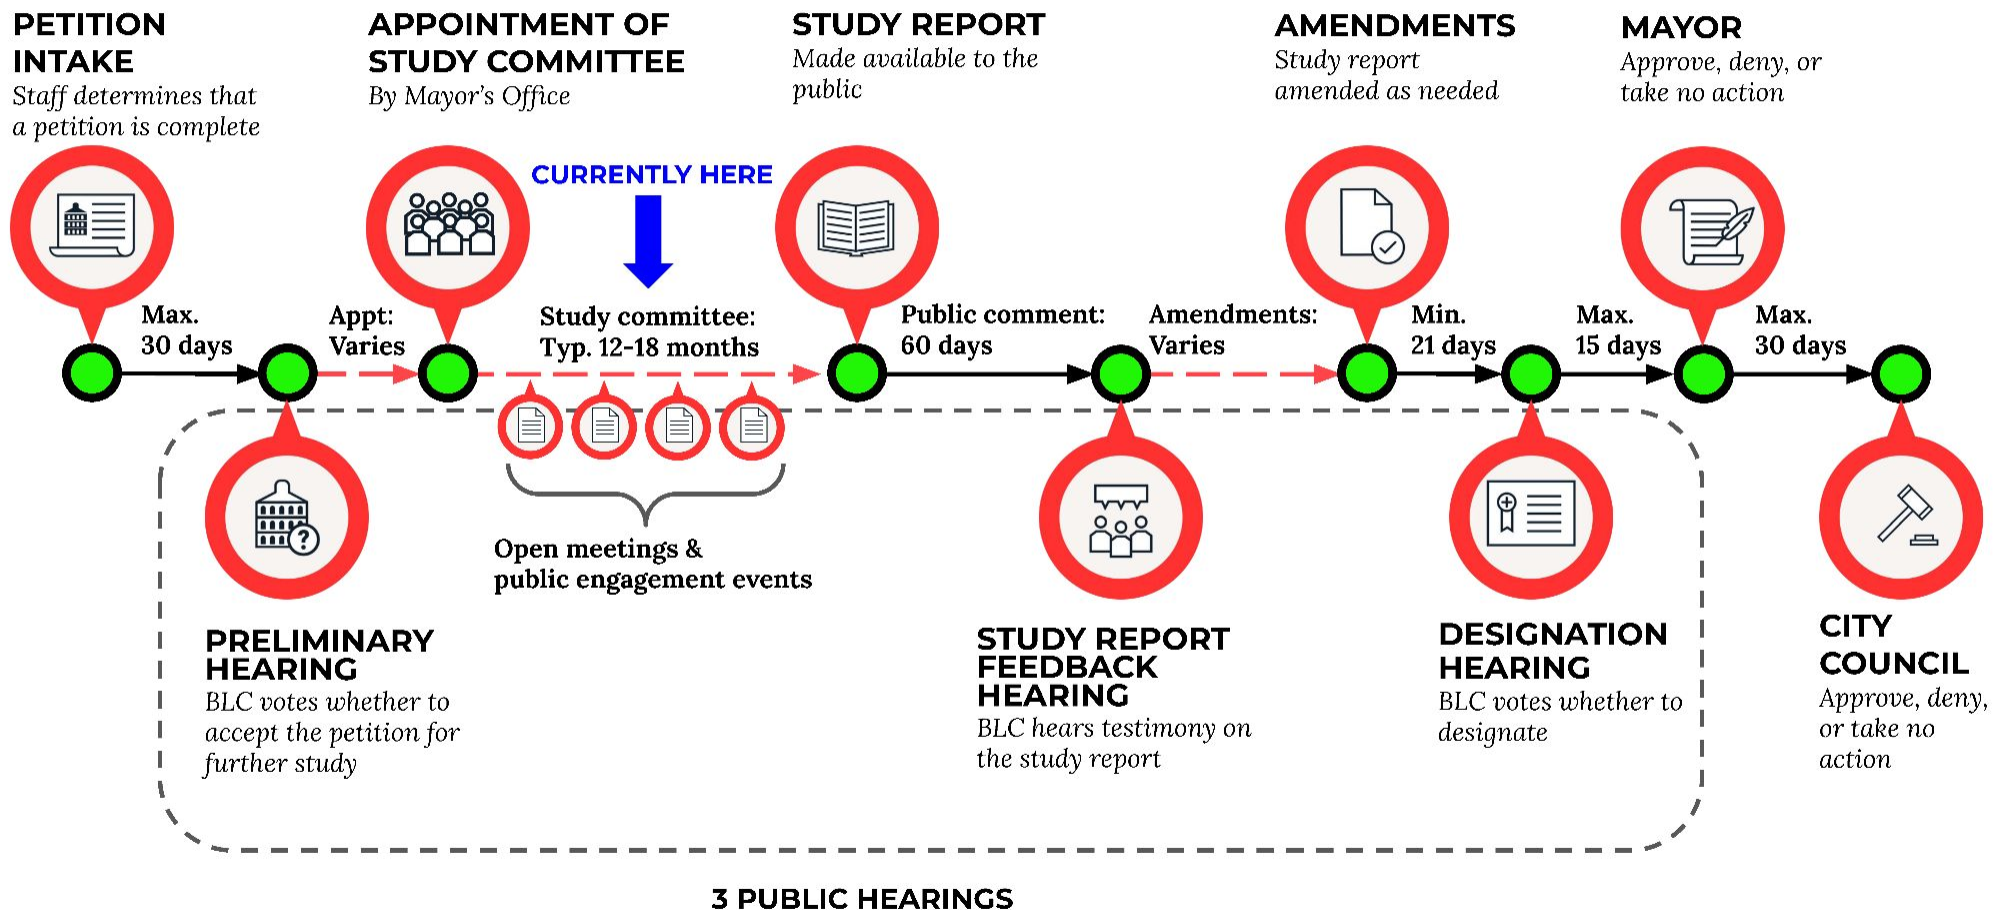 PETITION
INTAKE
Staff determines that
a petition is complete
APPOINTMENT OF
STUDY COMMITTEE
By Mayor's Office
STUDY REPORT
Made available to the
public
AMENDMENTS
Study report
amended as needed
MAYOR
Approve, deny, or
take no action
CURRENTLY HERE
Max.
30 days
Appt:
Varies
Study committee:
Typ. 12-18 months
Public comment:
60 days
Amendments:
Varies
Min.
21 days
Max.
15 days
Max.
30 days
?
Open meetings &
public engagement events
PRELIMINARY
HEARING
BLC votes whether to
accept the petition for
further study
STUDY REPORT
FEEDBACK
HEARING
BLC hears testimony on
the study report
DESIGNATION
HEARING
BLC votes whether to
designate
CITY
COUNCIL
Approve, deny,
or take no
action
3 PUBLIC HEARINGS